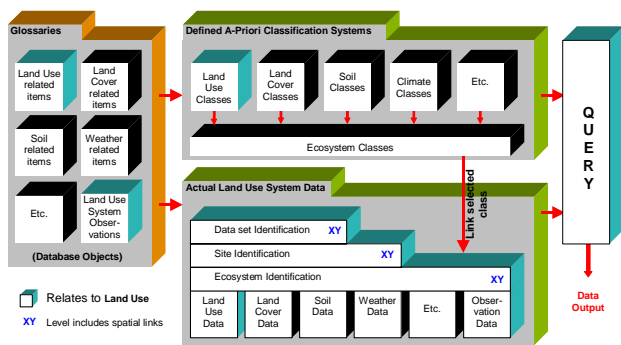 Glossaries
Land Use
related
items
Land
Cover
related
items
Soil
related
items
Weather
related
items
Etc.
Land Use
System
Obser-
vations
(Database Objects)
Defined A-Priori Classification Systems
Land
Use
Classes
Land
Cover
Classes
Soil
Classes
Climate
Classes
Etc.
Ecosystem Classes
Link selected
class
Actual Land Use System Data
Data set Identification XY
Site Identification XY
Ecosystem Identification XY
Land
Use
Data
Land
Cover
Data
Soil
Data
Weather
Data
Etc.
Obser-
vation
Data
Q
U
E
R
Y
Data
Output
Relates to Land Use
XY Level includes spatial links